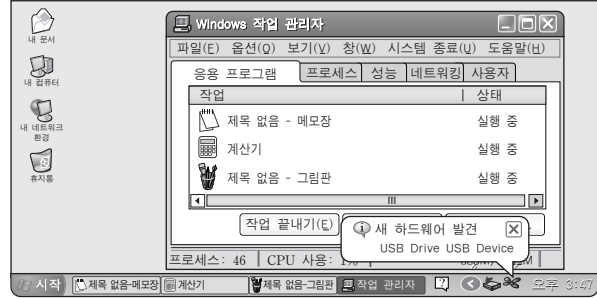 내 문서
내 컴퓨터
내 네트워크
환경
휴지통
Windows 작업 관리자
파일(F) 옵션(O) 보기(V) 창(W) 시스템 종료(U) 도움말(H)
응용 프로그램 프로세스 성능 네트워킹 사용자
작업 상태
제목 없음 - 메모장 실행 중
계산기 실행 중
제목 없음 - 그림판 실행 중
작업 끝내기(E)
새 하드웨어 발견
USB Drive USB Device
프로세스: 46 CPU 사용:
시작 제목 없음-메모장 계산기 제목 없음-그림판 작업 관리자 오후 3:47